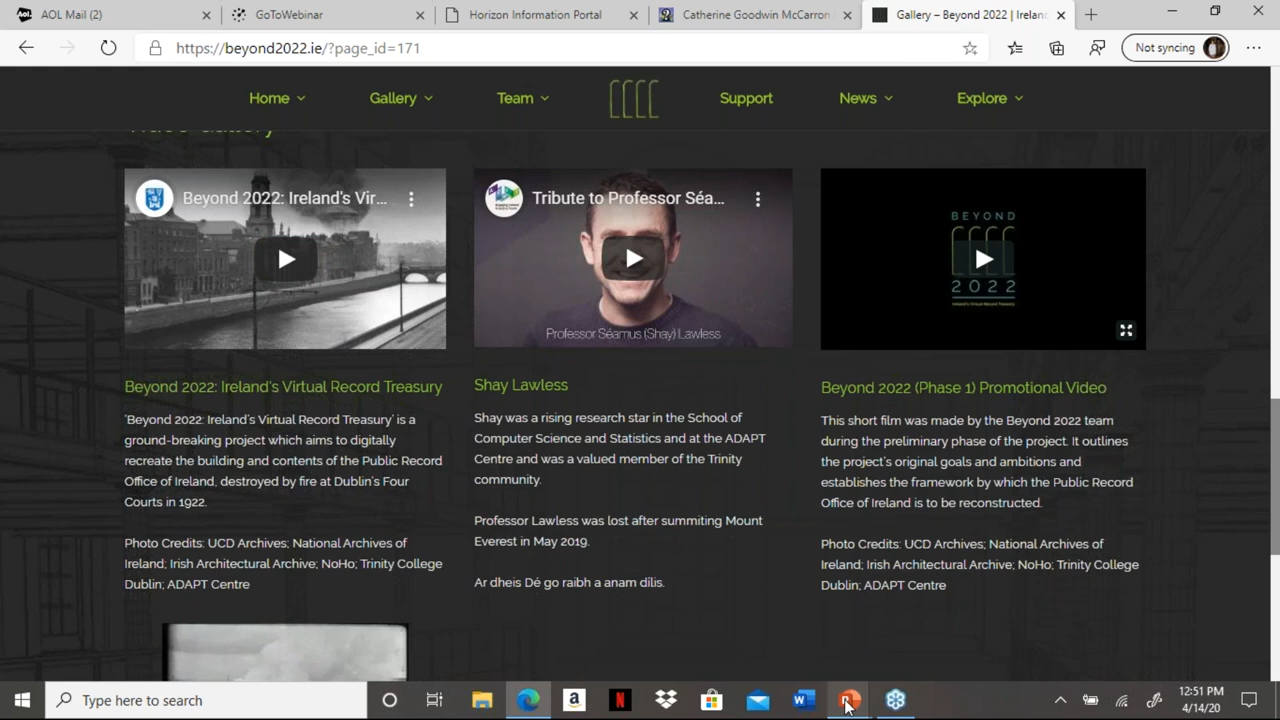 AOL Mail (2)
GoToWebinar
Horizon Information Portal
Catherine Goodwin McCarron
Gallery – Beyond 2022 | Irelan
https://beyond2022.ie/?page_id=171
Not syncing
Home
Gallery
Team
Support
News
Explore
Video Gallery
Beyond 2022: Ireland's Vir...
Tribute to Professor Séa...
Professor Séamus (Shay) Lawless
BEYOND
2022
Ireland's Virtual Record Treasury
Beyond 2022: Ireland's Virtual Record Treasury
'Beyond 2022: Ireland's Virtual Record Treasury' is a
ground-breaking project which aims to digitally
recreate the building and contents of the Public Record
Office of Ireland, destroyed by fire at Dublin's Four
Courts in 1922.
Photo Credits: UCD Archives; National Archives of
Ireland; Irish Architectural Archive; NoHo; Trinity College
Dublin; ADAPT Centre
Shay Lawless
Shay was a rising research star in the School of
Computer Science and Statistics and at the ADAPT
Centre and was a valued member of the Trinity
community.
Professor Lawless was lost after summiting Mount
Everest in May 2019.
Ar dheis Dé go raibh a anam dílis.
Beyond 2022 (Phase 1) Promotional Video
This short film was made by the Beyond 2022 team
during the preliminary phase of the project. It outlines
the project's original goals and ambitions and
establishes the framework by which the Public Record
Office of Ireland is to be reconstructed.
Photo Credits: UCD Archives; National Archives of
Ireland; Irish Architectural Archive; NoHo; Trinity College
Dublin; ADAPT Centre
Type here to search
12:51 PM
4/14/20